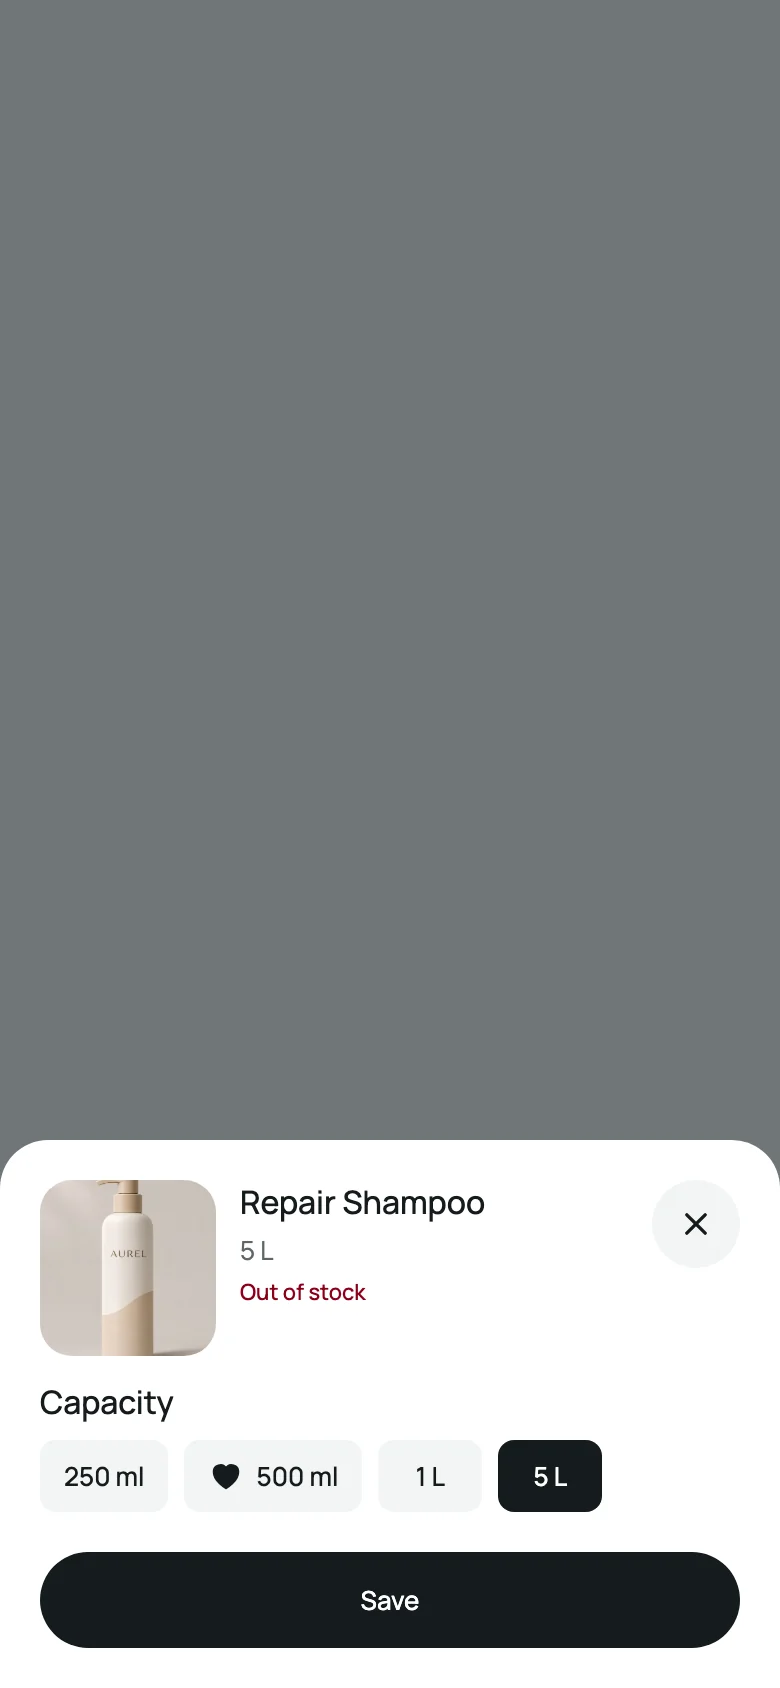 AUREL
Repair Shampoo
5 L
Out of stock
Capacity
250 ml
500 ml
1 L
5 L
Save